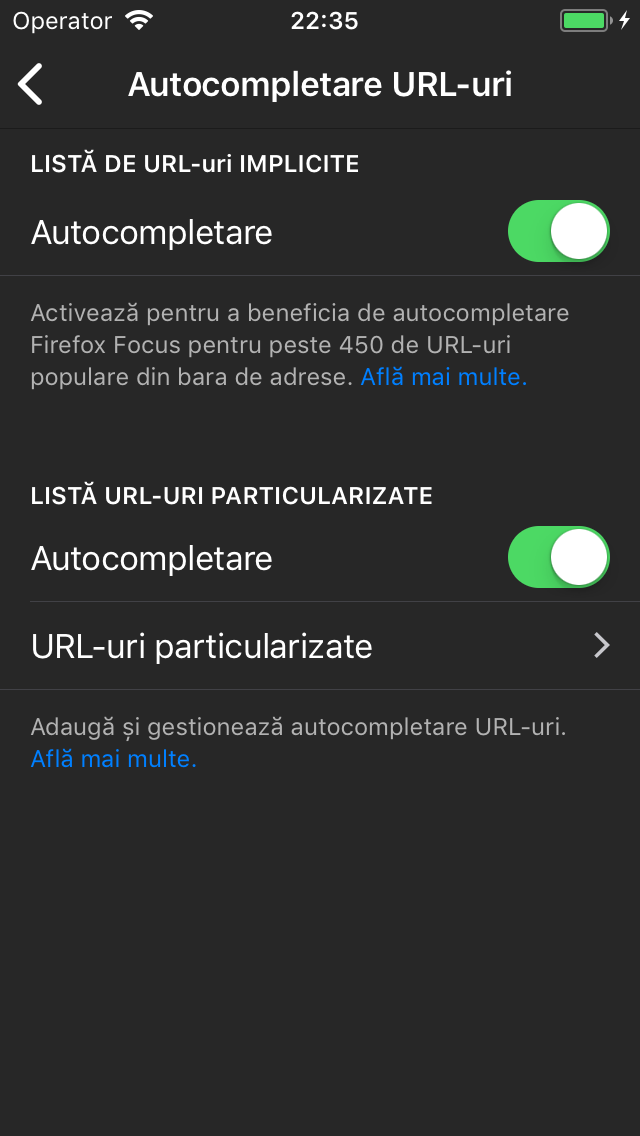 Operator 22:35
Autocompletare URL-uri
LISTĂ DE URL-uri IMPLICITE
Autocompletare
Activează pentru a beneficia de autocompletare
Firefox Focus pentru peste 450 de URL-uri
populare din bara de adrese. Află mai multe.
LISTĂ URL-URI PARTICULARIZATE
Autocompletare
URL-uri particularizate
Adaugă și gestionează autocompletare URL-uri.
Află mai multe.